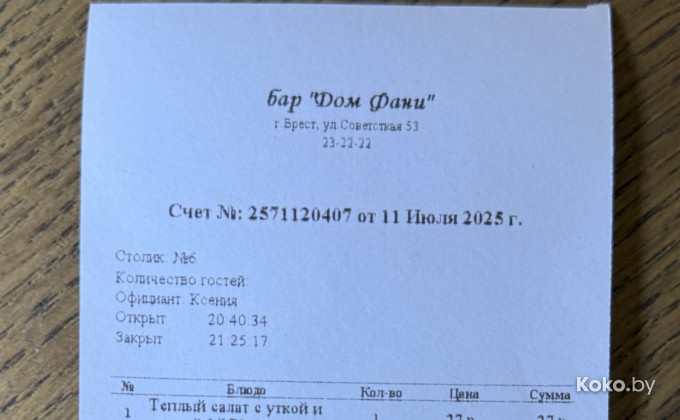 бар "Дом Фани"
г Брест, ул Советсткая 53
23-22-22
Счет №: 2571120407 от 11 Июля 2025 г.
Столик: №6
Количество гостей:
Официант: Ксения
Открыт 20:40:34
Закрыт 21:25:17
№ Блюдо Кол-во Цена Сумма
1 Теплый салат с уткой и
Koko.by